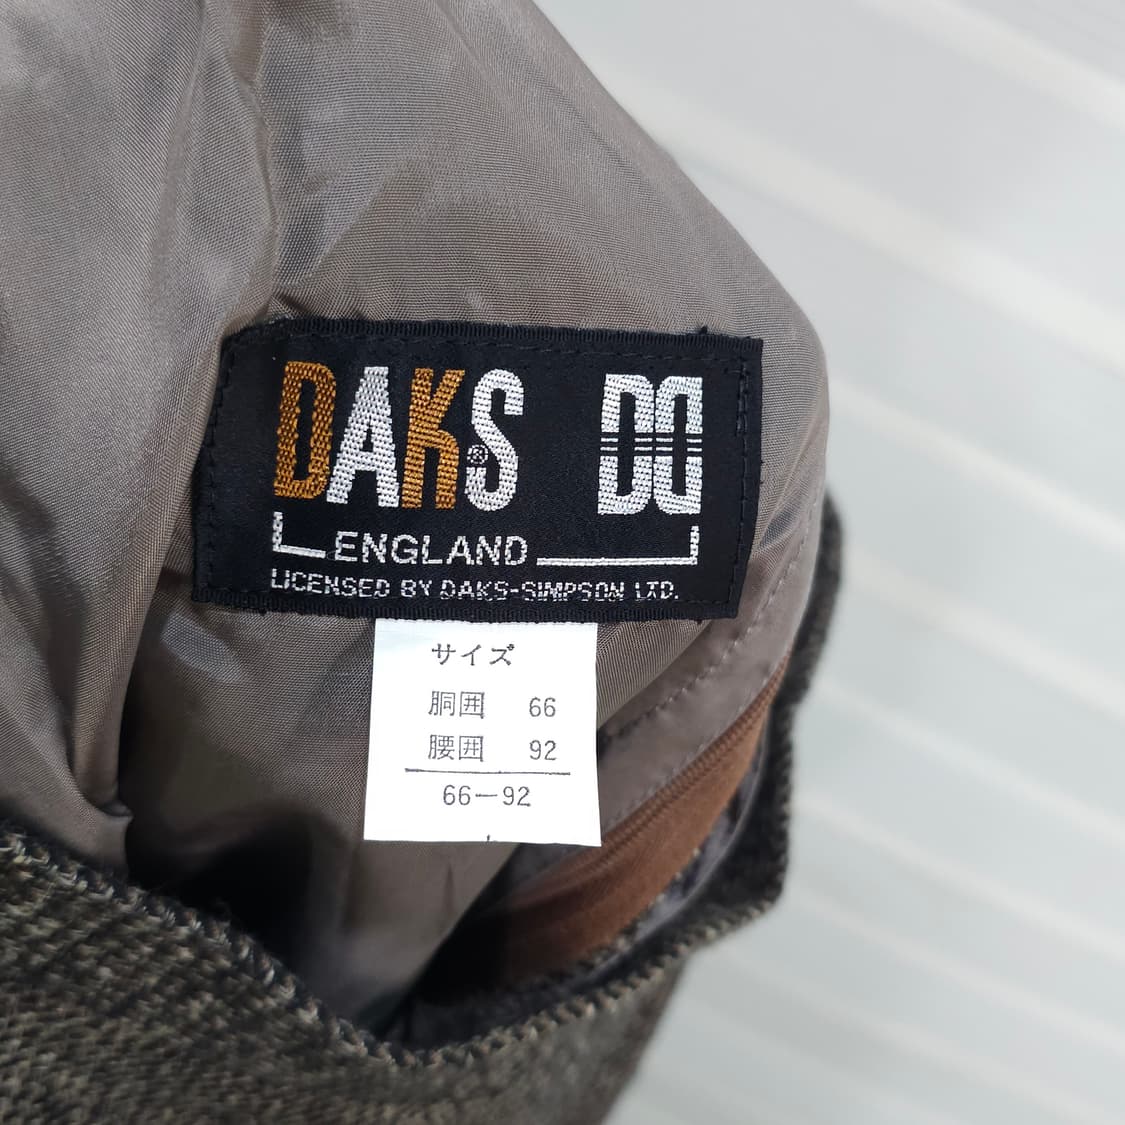 DAKS® DD
ENGLAND
LICENSED BY DAKS-SIMPSON LTD.
サイズ
胴囲 66
腰囲 92
66-92